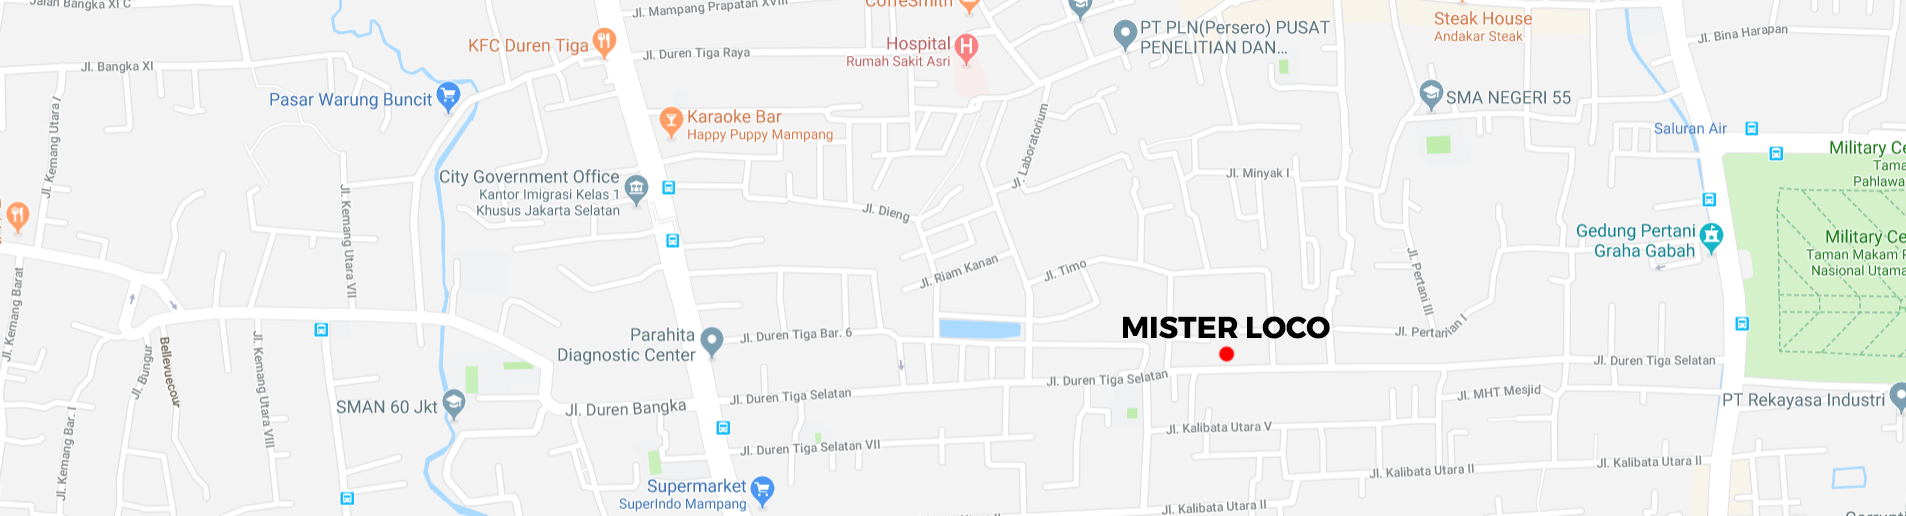 Jalan Bangka XI C
Jl. Mampang Prapatan XVIII
CoffeSmith
Steak House
Andakar Steak
PT PLN(Persero) PUSAT
PENELITIAN DAN...
KFC Duren Tiga
Jl. Duren Tiga Raya
Hospital
Rumah Sakit Asri
Jl. Bina Harapan
Jl. Bangka XI
Pasar Warung Buncit
SMA NEGERI 55
Karaoke Bar
Happy Puppy Mampang
Saluran Air
Jl. Kemang Utara I
Jl. Laboratorium
Military Ce
Tama
Pahlawa
City Government Office
Kantor Imigrasi Kelas 1
Khusus Jakarta Selatan
Jl. Minyak I
Jl. Kemang Utara VII
Jl. Dieng
Gedung Pertani
Graha Gabah
Military Ce
Taman Makam P
Nasional Utama
Jl. Riam Kanan
Jl. Timo
Jl. Pertani III
Jl. Kemang Barat
MISTER LOCO
Jl. Pertanian I
Parahita
Diagnostic Center
Jl. Duren Tiga Bar. 6
Jl. Bungur
Bellevuecour
Jl. Kemang Utara VIII
Jl. Duren Tiga Selatan
Jl. Duren Tiga Selatan
Jl. Duren Tiga Selatan
Jl. MHT Mesjid
PT Rekayasa Industri
SMAN 60 Jkt
Jl. Duren Bangka
Jl. Kemang Bar. I
Jl. Kalibata Utara V
Jl. Duren Tiga Selatan VII
Jl. Kalibata Utara II
Jl. Kalibata Utara II
Supermarket
SuperIndo Mampang
Jl. Kalibata Utara II